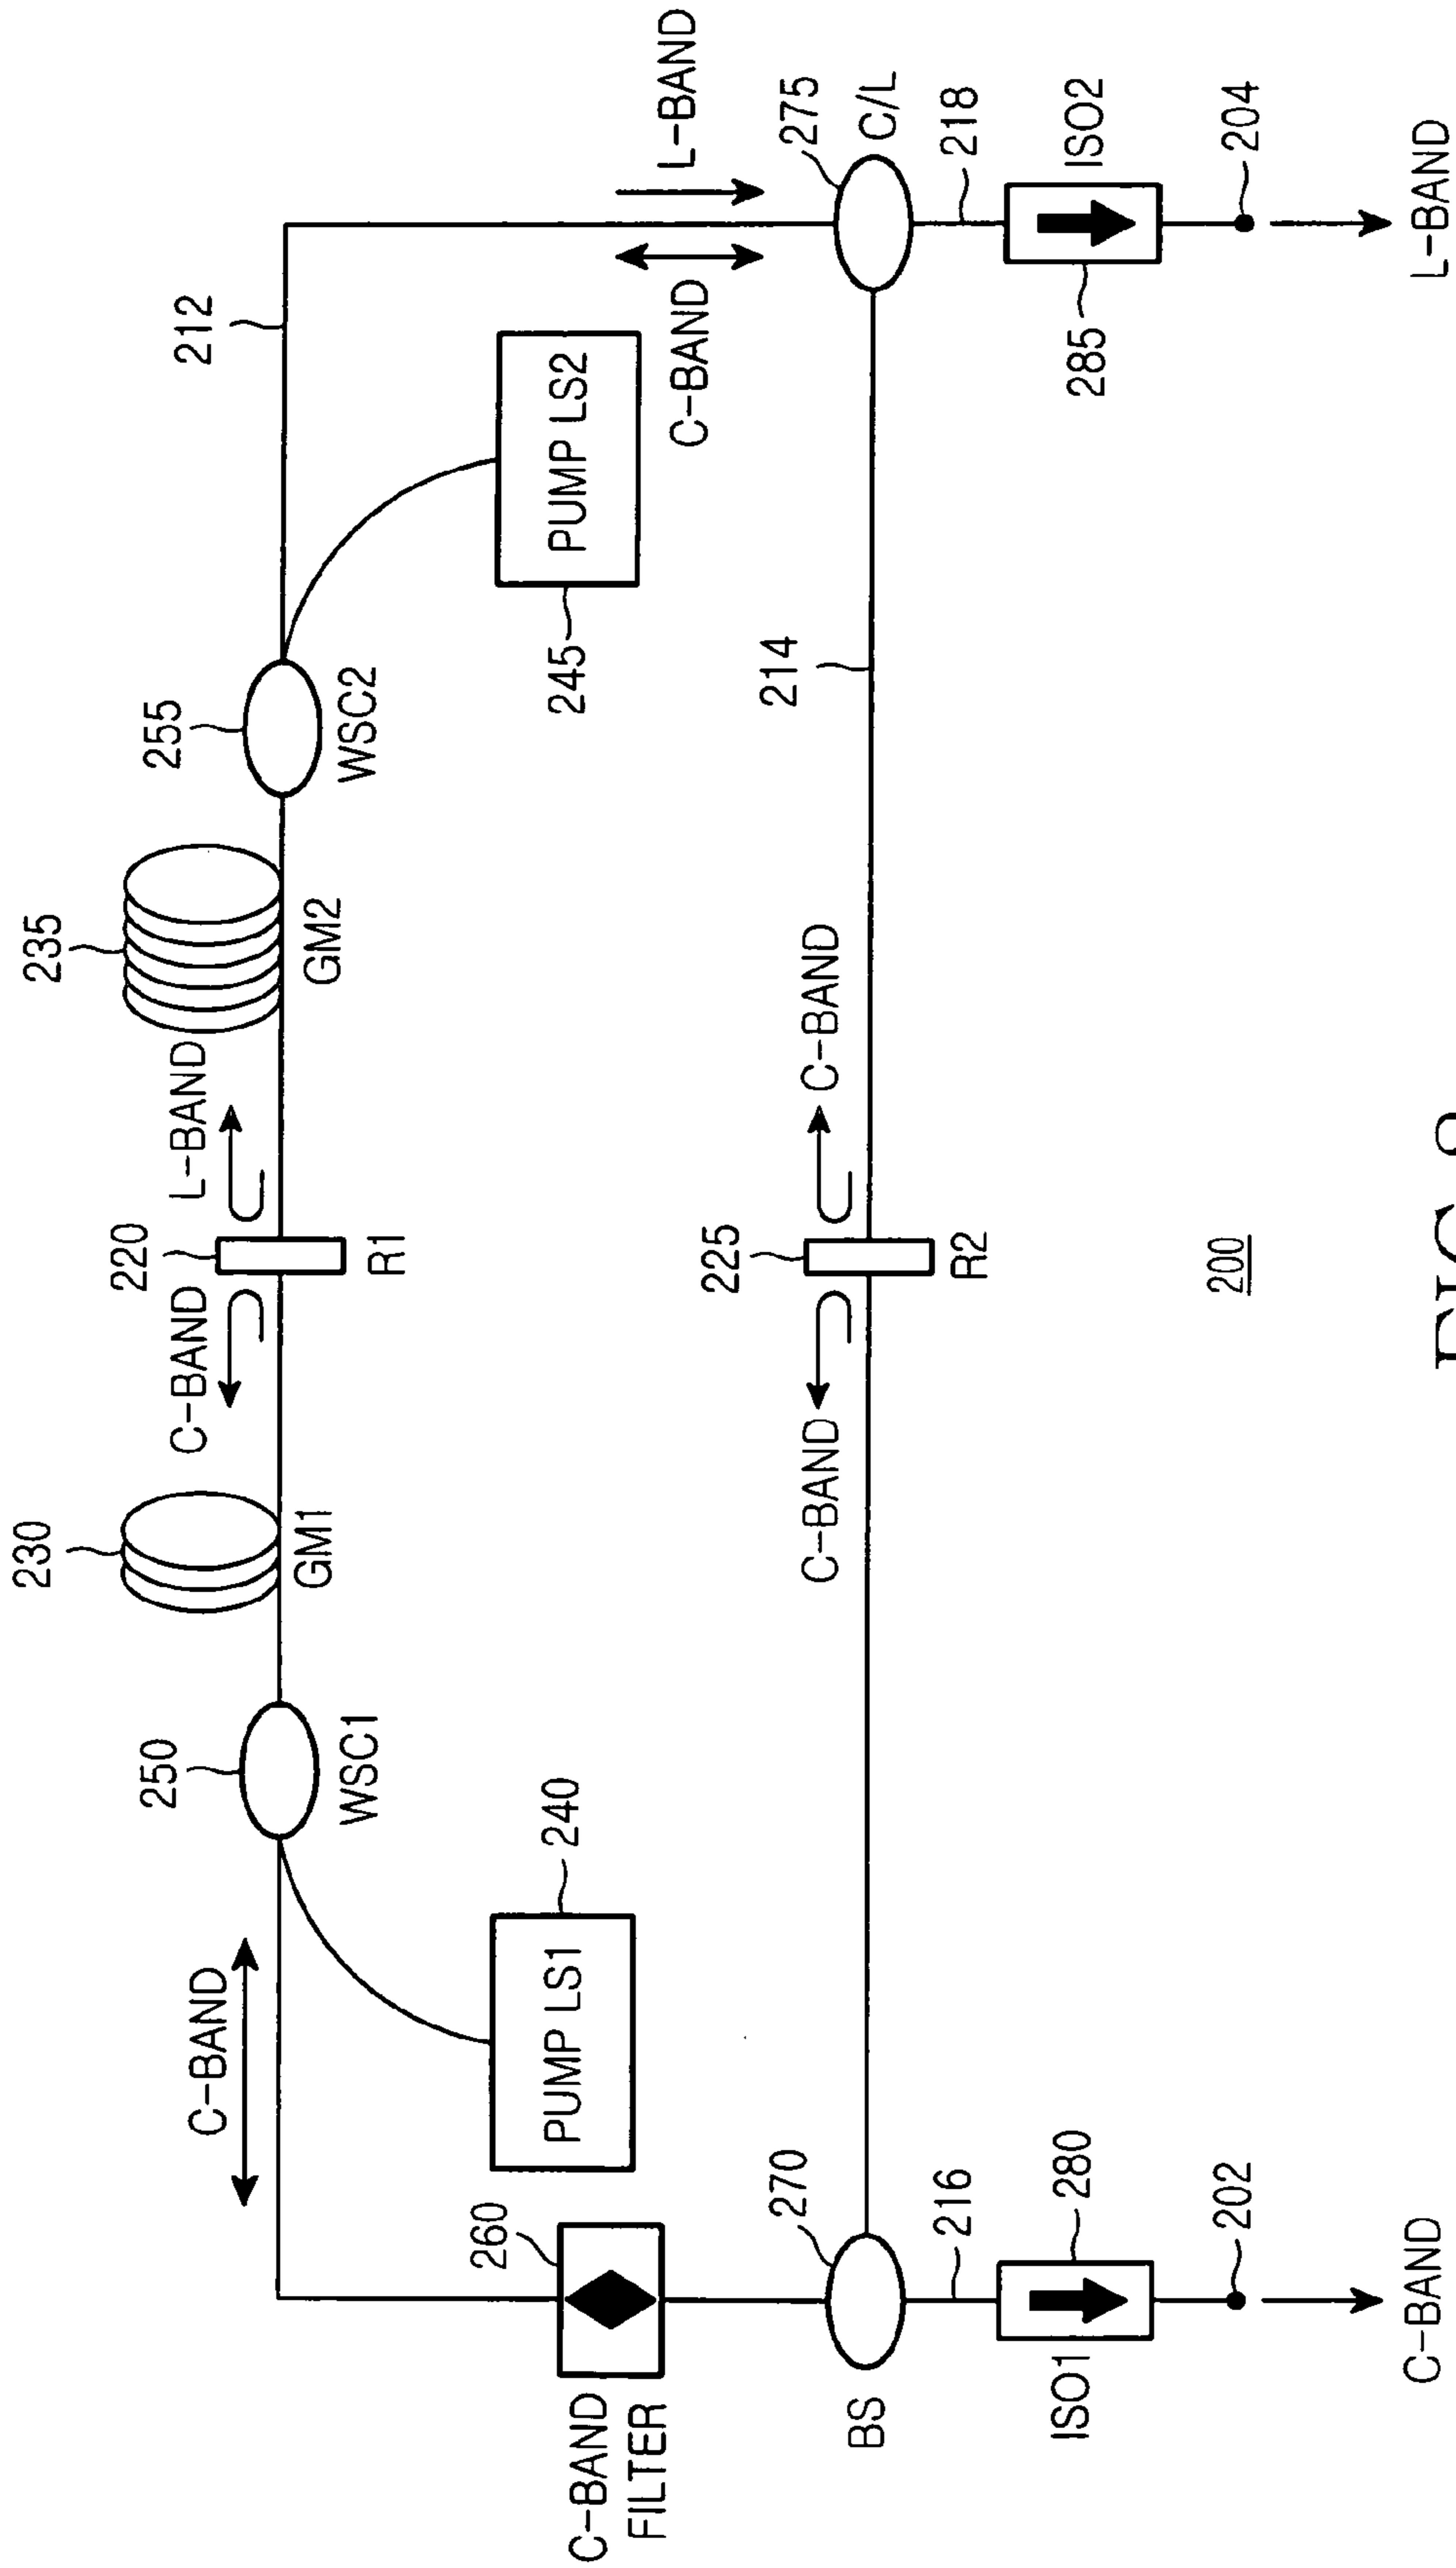 230
235
C-BAND
220
L-BAND
250
255
212
C-BAND
WSC1
GM1
R1
GM2
WSC2
260
240
PUMP LS1
245
PUMP LS2
L-BAND
C-BAND
C-BAND
FILTER
270
C-BAND
225
C-BAND
214
275
BS
R2
C/L
216
218
ISO1
280
285
ISO2
202
200
204
C-BAND
L-BAND